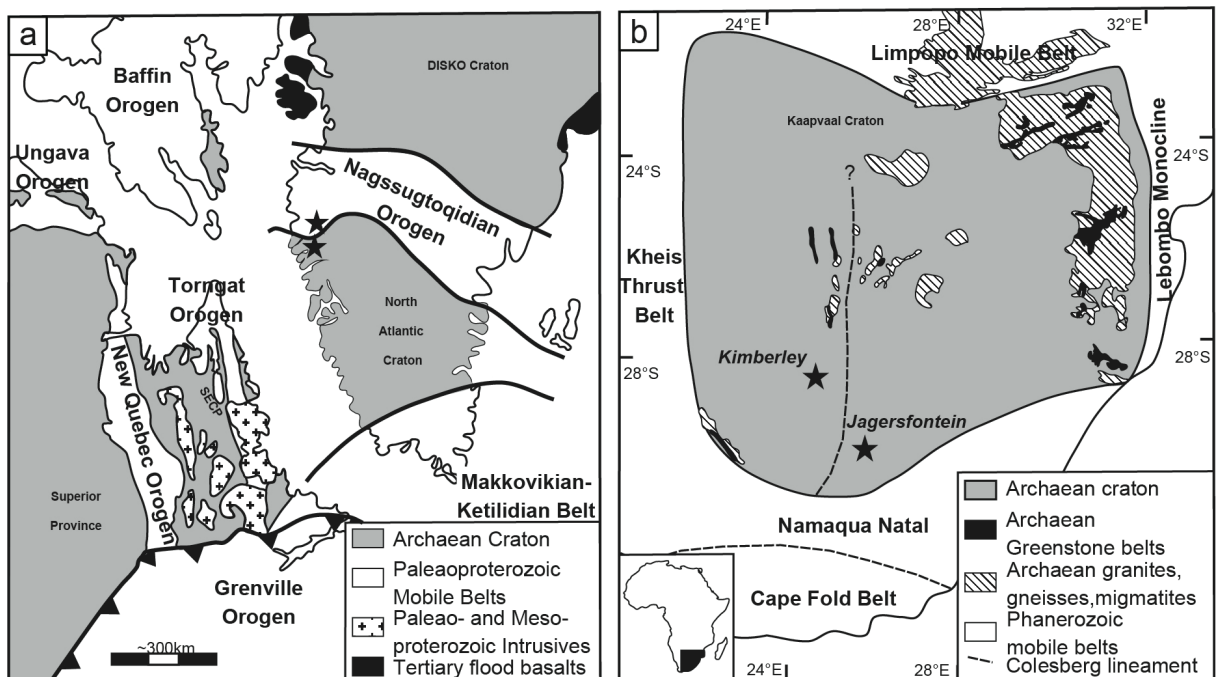 a
DISKO Craton
Baffin
Orogen
Ungava
Orogen
Nagssugtoqidian
Orogen
Torngat
Orogen
North
Atlantic
Craton
New Quebec Orogen
SECP
Superior
Province
Makkovikian-
Ketilidian Belt
Grenville
Orogen
~300km
Archaean Craton
Paleoproterozoic
Mobile Belts
Paleao- and Meso-
proterozoic Intrusives
Tertiary flood basalts
b
24°E
28°E
32°E
Limpopo Mobile Belt
Kaapvaal Craton
24°S
24°S
?
Lebombo Monocline
Kheis
Thrust
Belt
Kimberley
28°S
28°S
Jagersfontein
Namaqua Natal
Cape Fold Belt
24°E
28°E
Archaean craton
Archaean
Greenstone belts
Archaean granites,
gneisses,migmatites
Phanerozoic
mobile belts
Colesberg lineament